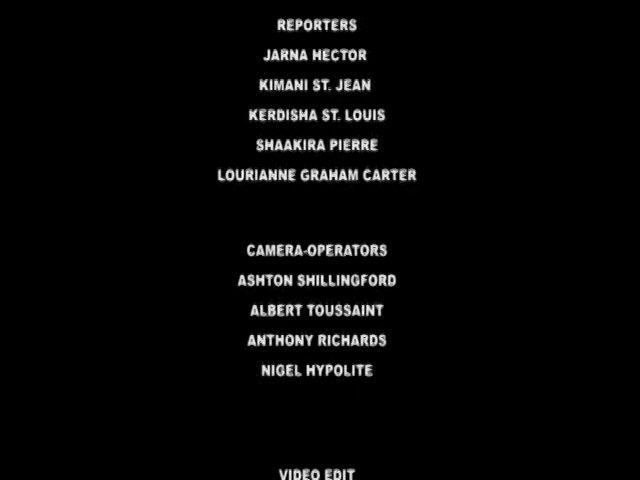 REPORTERS
JARNA HECTOR
KIMANI ST. JEAN
KERDISHA ST. LOUIS
SHAAKIRA PIERRE
LOURIANNE GRAHAM CARTER
CAMERA-OPERATORS
ASHTON SHILLINGFORD
ALBERT TOUSSAINT
ANTHONY RICHARDS
NIGEL HYPOLITE
VIDEO EDIT